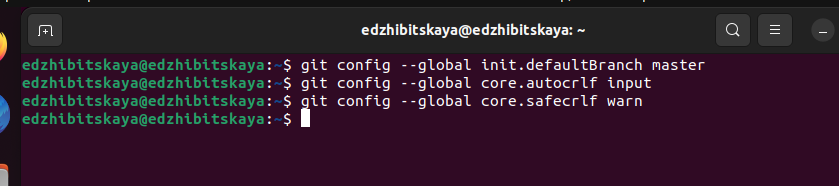 edzhibitskaya@edzhibitskaya: ~
edzhibitskaya@edzhibitskaya:~$ git config --global init.defaultBranch master
edzhibitskaya@edzhibitskaya:~$ git config --global core.autocrlf input
edzhibitskaya@edzhibitskaya:~$ git config --global core.safecrlf warn
edzhibitskaya@edzhibitskaya:~$